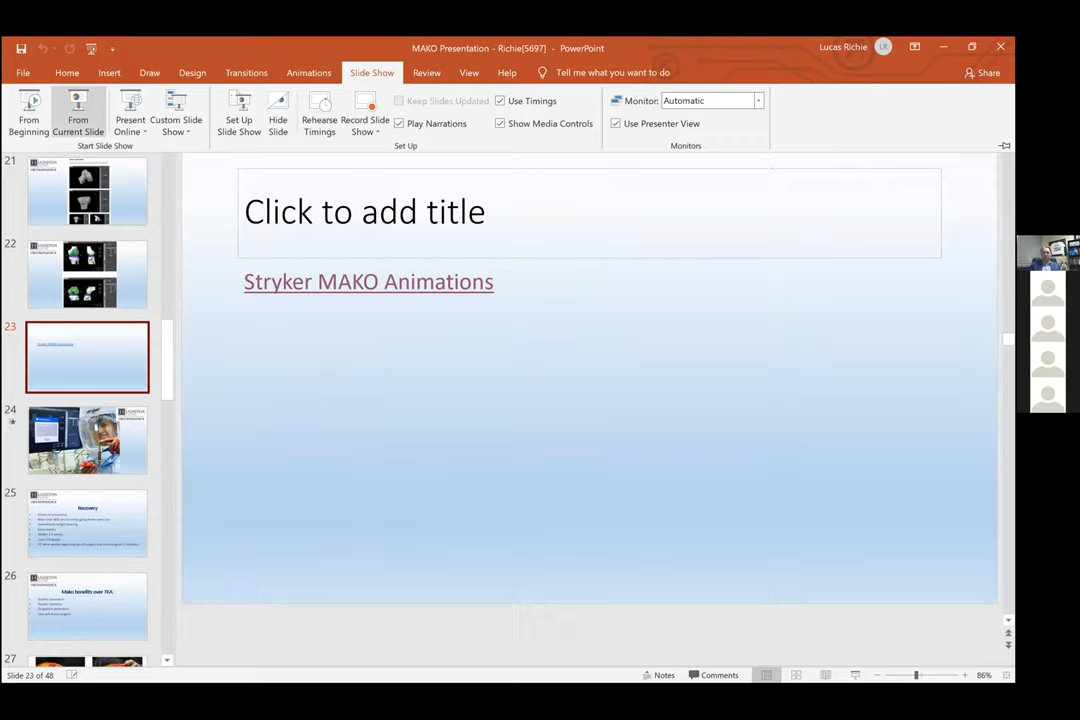 MAKO Presentation - Richie[5697] - PowerPoint
Lucas Richie LR
File Home Insert Draw Design Transitions Animations Slide Show Review View Help Tell me what you want to do Share
From Beginning
From Current Slide
Present Online
Custom Slide Show
Start Slide Show
Set Up Slide Show
Hide Slide
Rehearse Timings
Record Slide Show
Keep Slides Updated
Play Narrations
Use Timings
Show Media Controls
Set Up
Monitor: Automatic
Use Presenter View
Monitors
21
22
23
24
25
Recovery
26
Mako benefits over TKA:
27
Click to add title
Stryker MAKO Animations
Slide 23 of 48
Notes Comments 86%